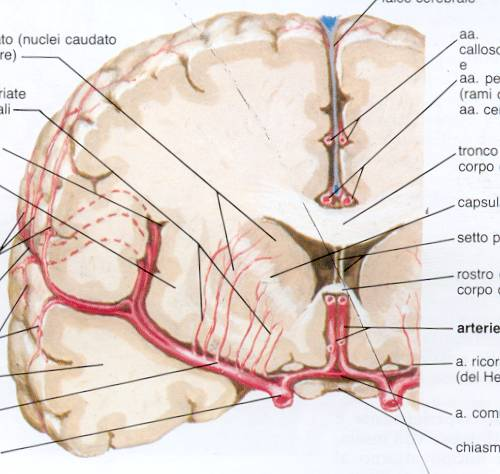 falce cerebrale
ato (nuclei caudato
re)
aa.
callos
e
aa. pe
(rami c
aa. ce
riate
ali
tronco
corpo
capsul
setto p
rostro
corpo c
arterie
a. ricor
(del He
a. com
chiasm